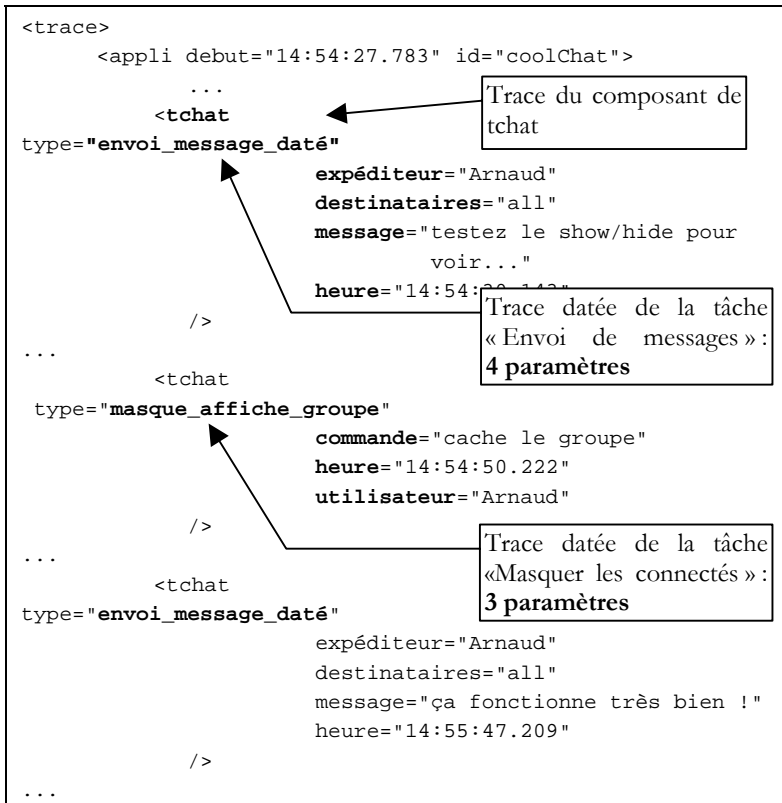 <trace>
<appli debut="14:54:27.783" id="coolChat">
...
<tchat
Trace du composant de
tchat
type="envoi_message_daté"
expéditeur="Arnaud"
destinataires="all"
message="testez le show/hide pour
voir..."
heure="14:54:
Trace datée de la tâche
« Envoi de messages » :
4 paramètres
/>
...
<tchat
type="masque_affiche_groupe"
commande="cache le groupe"
heure="14:54:50.222"
utilisateur="Arnaud"
/>
Trace datée de la tâche
«Masquer les connectés » :
3 paramètres
...
<tchat
type="envoi_message_daté"
expéditeur="Arnaud"
destinataires="all"
message="ça fonctionne très bien !"
heure="14:55:47.209"
/>
...